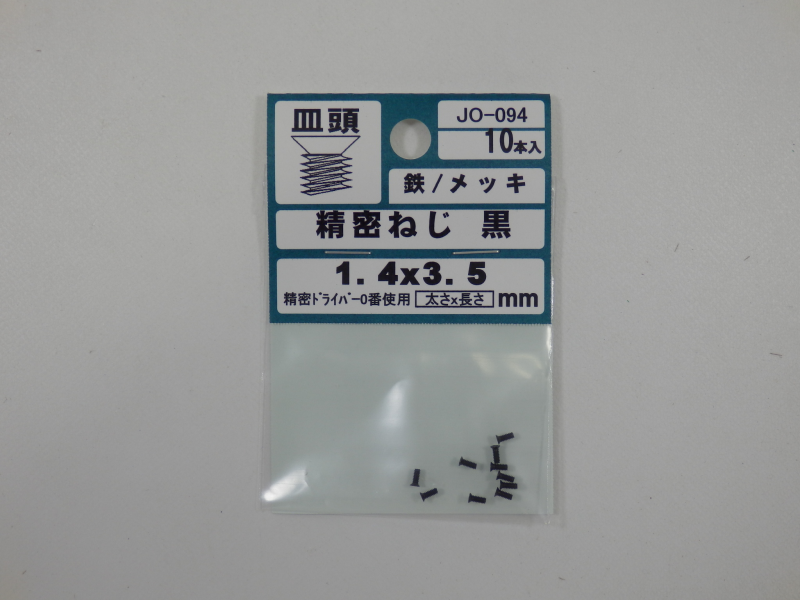 皿頭
JO-094
10本入
鉄/メッキ
精密ねじ 黒
1.4x3.5
精密ﾄﾞﾗｲﾊﾞｰ0番使用 太さx長さ mm